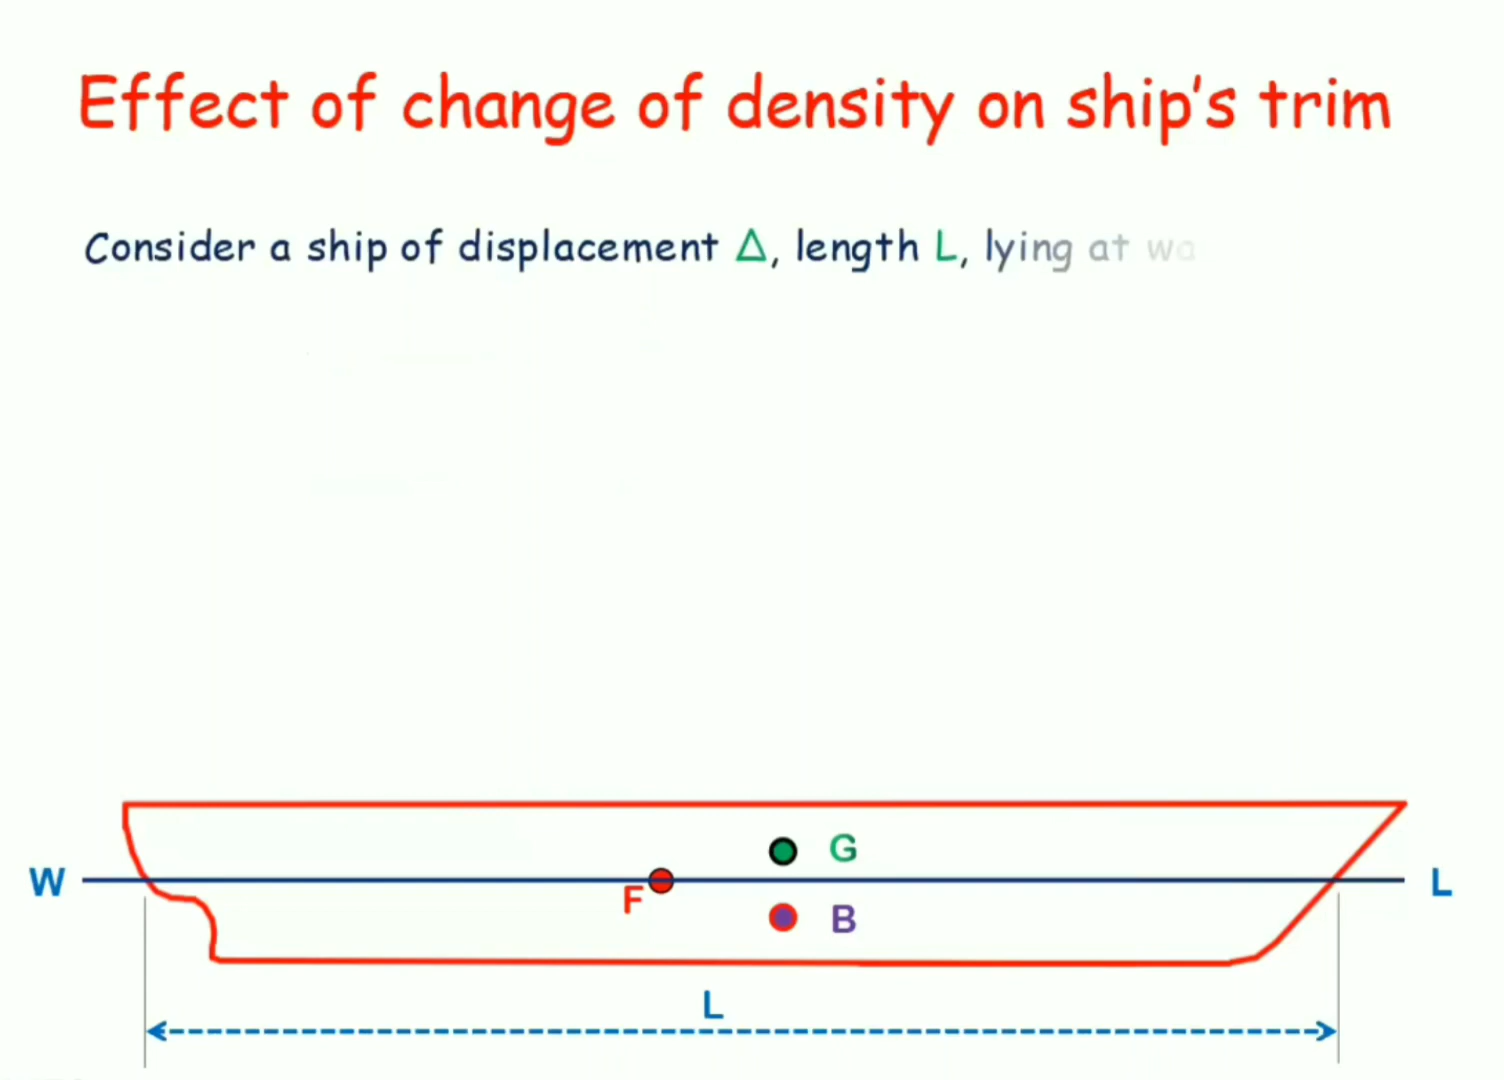 Effect of change of density on ship's trim
Consider a ship of displacement Δ, length L, lying at
G
W
L
F
B
L